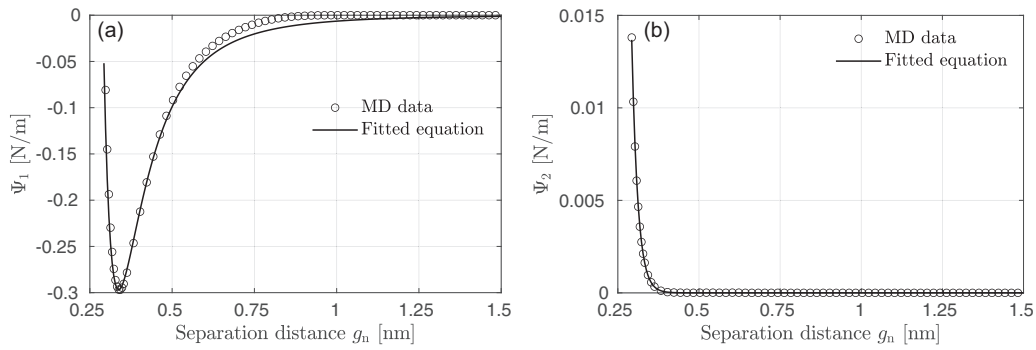 (a)
0
-0.05
-0.1
-0.15
-0.2
-0.25
-0.3
Ψ₁ [N/m]
MD data
Fitted equation
0.25 0.5 0.75 1 1.25 1.5
Separation distance gₙ [nm]
(b)
0.015
0.01
0.005
0
Ψ₂ [N/m]
MD data
Fitted equation
0.25 0.5 0.75 1 1.25 1.5
Separation distance gₙ [nm]